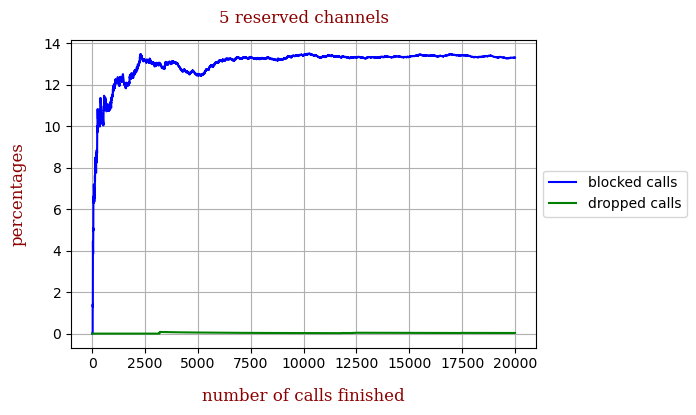 5 reserved channels
percentages
14
12
10
8
6
4
2
0
0 2500 5000 7500 10000 12500 15000 17500 20000
number of calls finished
blocked calls
dropped calls